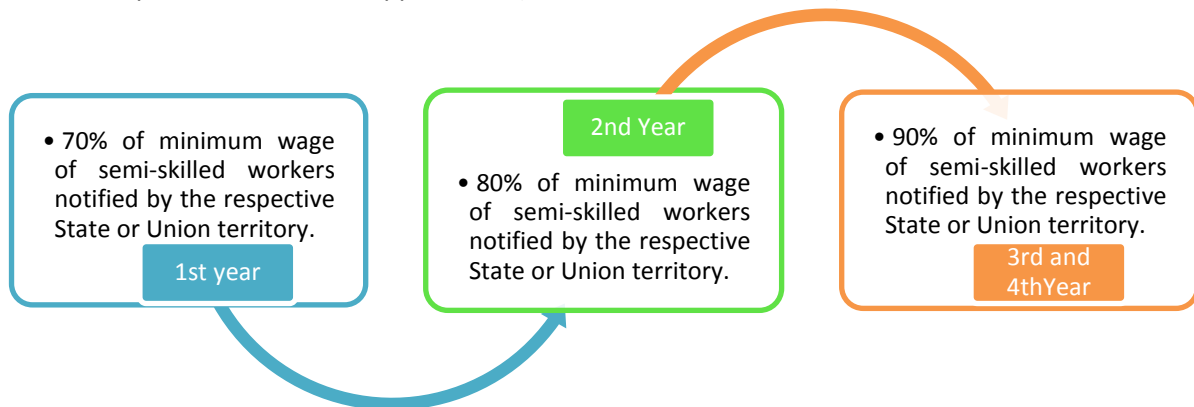 • 70% of minimum wage
of semi-skilled workers
notified by the respective
State or Union territory.
1st year
2nd Year
• 80% of minimum wage
of semi-skilled workers
notified by the respective
State or Union territory.
• 90% of minimum wage
of semi-skilled workers
notified by the respective
State or Union territory.
3rd and
4thYear